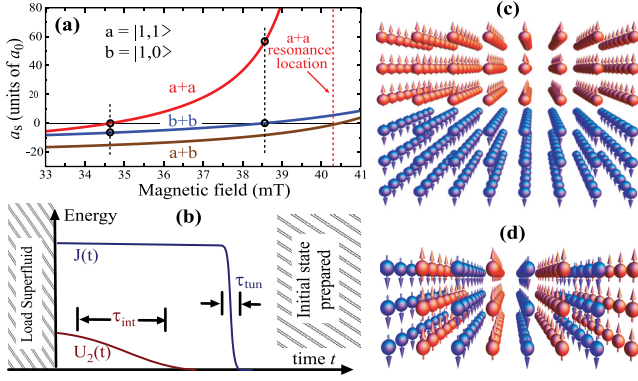 (a)
a = |1,1>
b = |1,0>
a+a
resonance
location
a+a
b+b
a+b
a_s (units of a_0)
80
60
40
20
0
-20
33 34 35 36 37 38 39 40 41
Magnetic field (mT)
(b)
Energy
J(t)
τ_tun
τ_int
U_2(t)
Load Superfluid
Initial state
prepared
time t
(c)
(d)